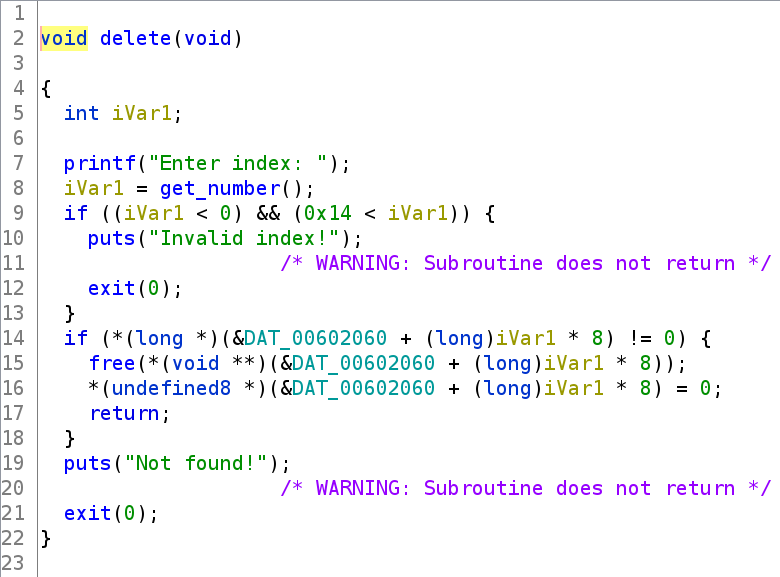 1
2 void delete(void)
3
4 {
5   int iVar1;
6
7   printf("Enter index: ");
8   iVar1 = get_number();
9   if ((iVar1 < 0) && (0x14 < iVar1)) {
10     puts("Invalid index!");
11                     /* WARNING: Subroutine does not return */
12     exit(0);
13   }
14   if (*(long *)(&DAT_00602060 + (long)iVar1 * 8) != 0) {
15     free(*(void **)(&DAT_00602060 + (long)iVar1 * 8));
16     *(undefined8 *)(&DAT_00602060 + (long)iVar1 * 8) = 0;
17     return;
18   }
19   puts("Not found!");
20                     /* WARNING: Subroutine does not return */
21   exit(0);
22 }
23